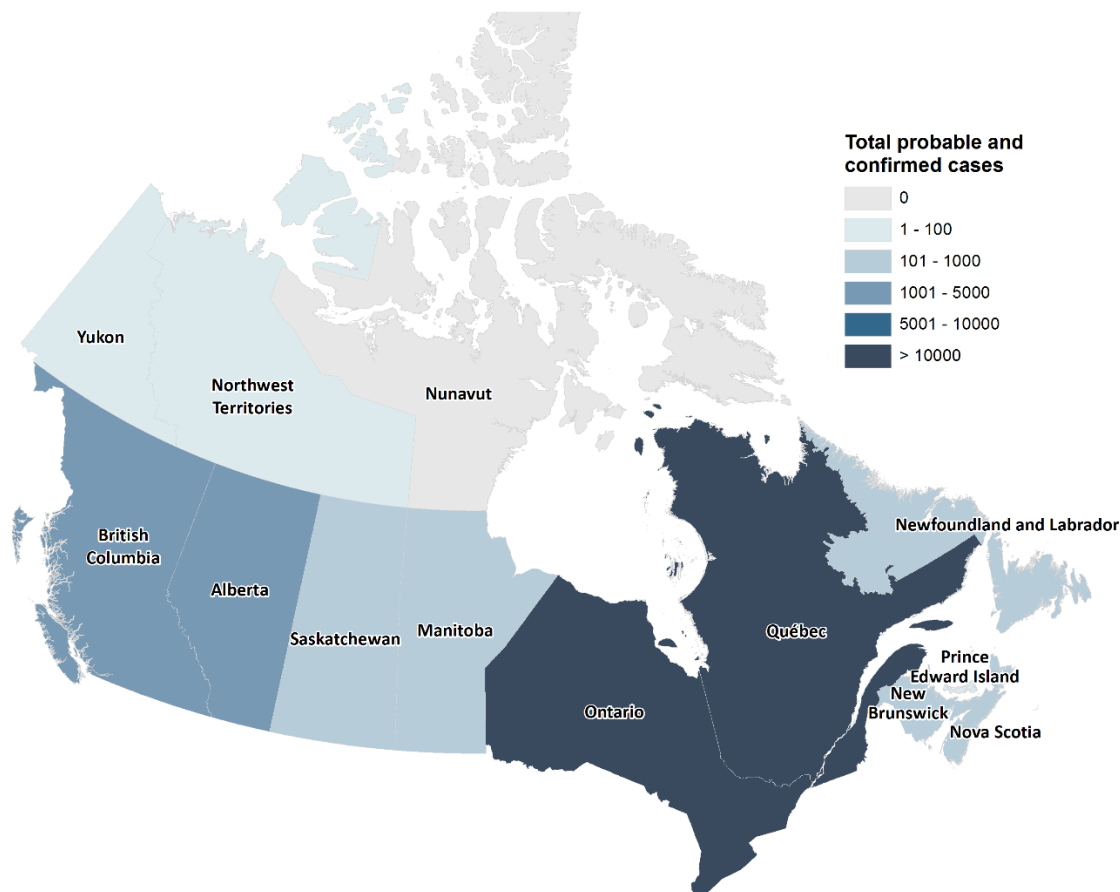 Total probable and
confirmed cases
0
1 - 100
101 - 1000
1001 - 5000
5001 - 10000
> 10000
Yukon
Northwest
Territories
Nunavut
British
Columbia
Alberta
Saskatchewan
Manitoba
Ontario
Québec
Newfoundland and Labrador
Prince
Edward Island
New
Brunswick
Nova Scotia